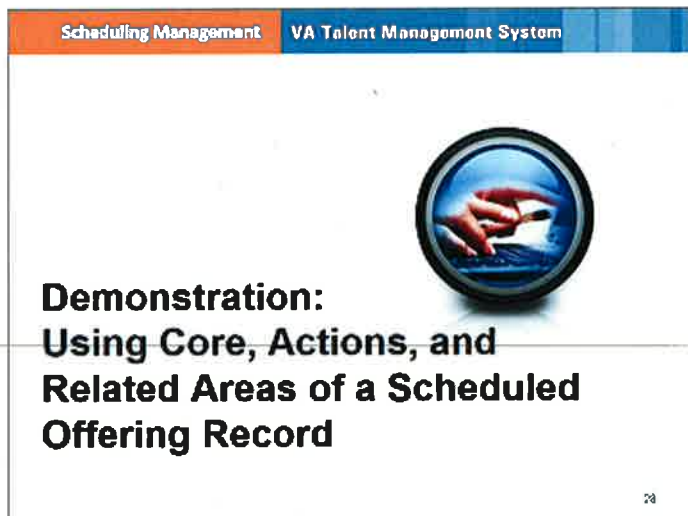 Scheduling Management VA Talent Management System
Demonstration:
Using Core, Actions, and
Related Areas of a Scheduled
Offering Record